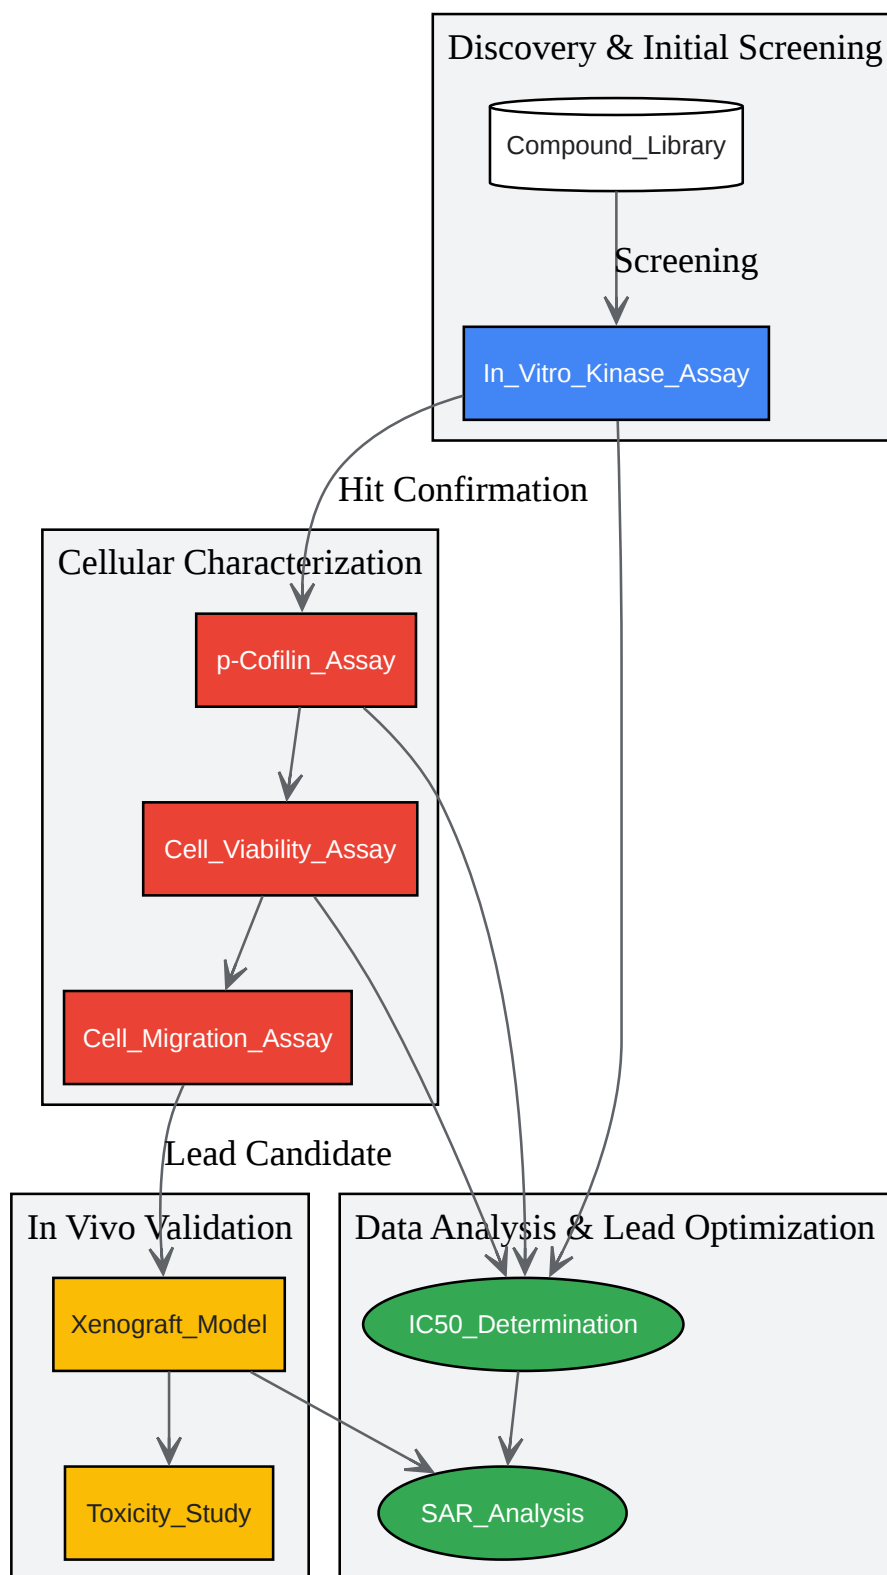 Discovery & Initial Screening
Compound_Library
Screening
In_Vitro_Kinase_Assay
Hit Confirmation
Cellular Characterization
p-Cofilin_Assay
Cell_Viability_Assay
Cell_Migration_Assay
Lead Candidate
In Vivo Validation
Data Analysis & Lead Optimization
Xenograft_Model
IC50_Determination
Toxicity_Study
SAR_Analysis